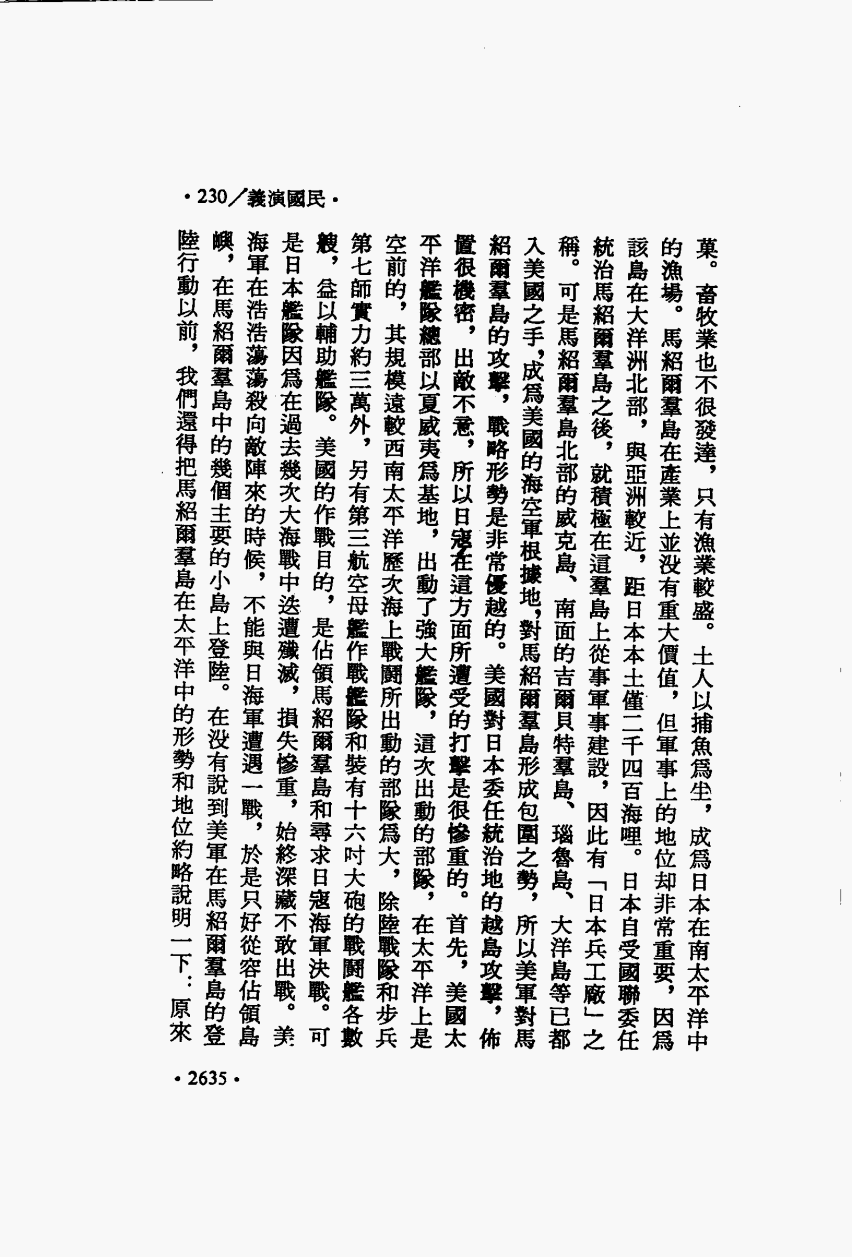 ·230／義演國民·
菓。畜牧業也不很發達，只有漁業較盛。土人以捕魚爲生，成爲日本在南太平洋中
的漁場。馬紹爾羣島在產業上並没有重大價值，但軍事上的地位却非常重要，因爲
該島在大洋洲北部，與亞洲較近，距日本本土僅二千四百海哩。日本自受國聯委任
統治馬紹爾羣島之後，就積極在這羣島上從事軍事建設，因此有「日本兵工廠」之
稱。可是馬紹爾羣島北部的威克島、南面的吉爾貝特羣島、瑙魯島、大洋島等已都
入美國之手，成爲美國的海空軍根據地，對馬紹爾羣島形成包圍之勢，所以美軍對馬
紹爾羣島的攻擊，戰略形勢是非常優越的。美國對日本委任統治地的越島攻擊，佈
置很機密，出敵不意，所以日寇在這方面所遭受的打擊是很慘重的。首先，美國太
平洋艦隊總部以夏威夷爲基地，出動了強大艦隊，這次出動的部隊，在太平洋上是
空前的，其規模遠較西南太平洋歷次海上戰鬪所出動的部隊爲大，除陸戰隊和步兵
第七師實力約三萬外，另有第三航空母艦作戰艦隊和裝有十六吋大砲的戰鬪艦各數
艘，益以輔助艦隊。美國的作戰目的，是佔領馬紹爾羣島和尋求日寇海軍決戰。可
是日本艦隊因爲在過去幾次大海戰中迭遭殲滅，損失慘重，始終深藏不敢出戰。美
海軍在浩浩蕩蕩殺向敵陣來的時候，不能與日海軍遭遇一戰，於是只好從容佔領島
嶼，在馬紹爾羣島中的幾個主要的小島上登陸。在没有說到美軍在馬紹爾羣島的登
陸行動以前，我們還得把馬紹爾羣島在太平洋中的形勢和地位約略說明一下：原來
·2635·